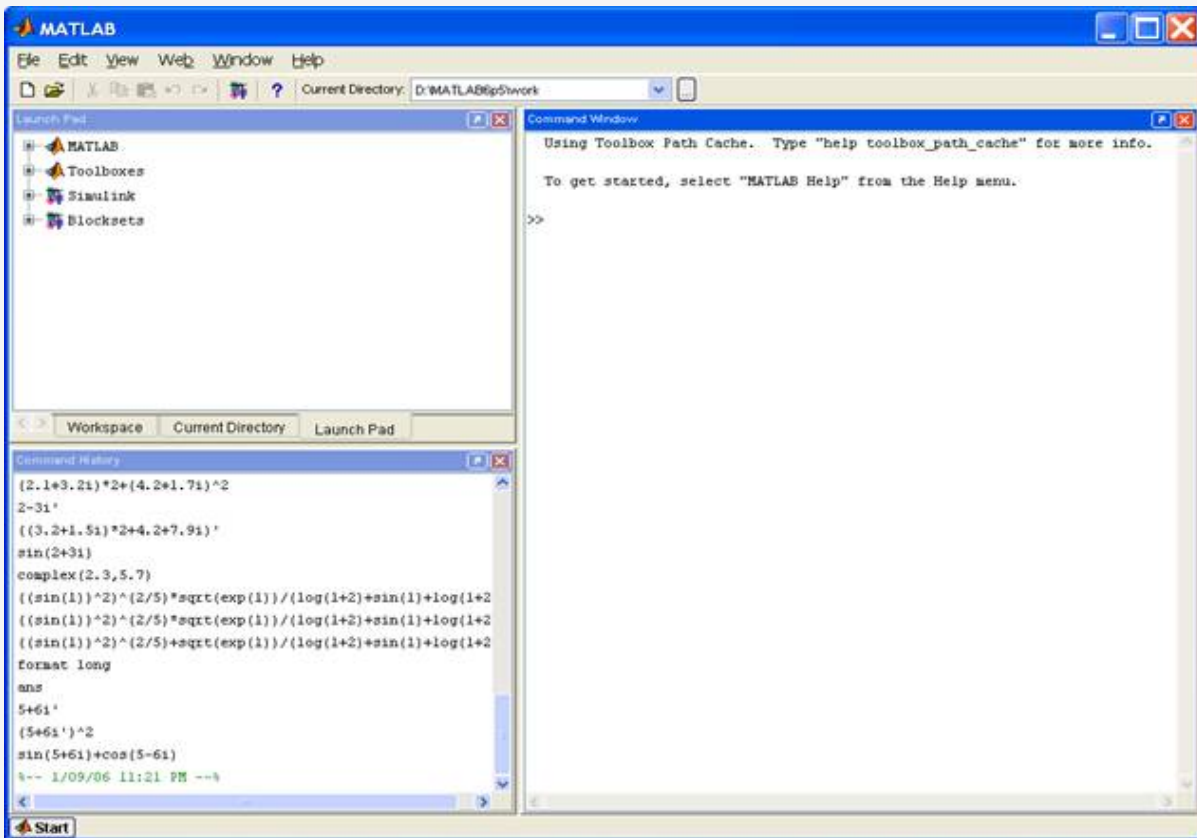 MATLAB
File Edit View Web Window Help
Current Directory: D:\MATLAB6p5\work
...
Launch Pad
MATLAB
Toolboxes
Simulink
Blocksets
Workspace Current Directory Launch Pad
Command History
(2.1+3.2i)*2+(4.2+1.7i)^2
2-3i'
((3.2+1.5i)*2+4.2+7.9i)'
sin(2+3i)
complex(2.3,5.7)
((sin(1))^2)^(2/5)*sqrt(exp(1))/(log(1+2)+sin(1)+log(1+2
((sin(1))^2)^(2/5)*sqrt(exp(1))/(log(1+2)+sin(1)+log(1+2
((sin(1))^2)^(2/5)+sqrt(exp(1))/(log(1+2)+sin(1)+log(1+2
format long
ans
5+6i'
(5+6i')^2
sin(5+6i)+cos(5-6i)
%-- 1/09/06 11:21 PM --%
Command Window
Using Toolbox Path Cache. Type "help toolbox_path_cache" for more info.
To get started, select "MATLAB Help" from the Help menu.
>>
Start